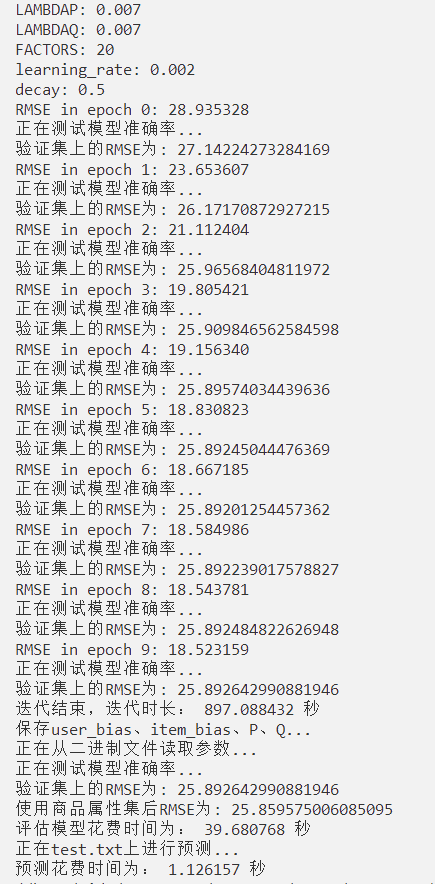 LAMBDAP: 0.007
LAMBDAQ: 0.007
FACTORS: 20
learning_rate: 0.002
decay: 0.5
RMSE in epoch 0: 28.935328
正在测试模型准确率...
验证集上的RMSE为: 27.14224273284169
RMSE in epoch 1: 23.653607
正在测试模型准确率...
验证集上的RMSE为: 26.17170872927215
RMSE in epoch 2: 21.112404
正在测试模型准确率...
验证集上的RMSE为: 25.96568404811972
RMSE in epoch 3: 19.805421
正在测试模型准确率...
验证集上的RMSE为: 25.909846562584598
RMSE in epoch 4: 19.156340
正在测试模型准确率...
验证集上的RMSE为: 25.89574034439636
RMSE in epoch 5: 18.830823
正在测试模型准确率...
验证集上的RMSE为: 25.89245044476369
RMSE in epoch 6: 18.667185
正在测试模型准确率...
验证集上的RMSE为: 25.89201254457362
RMSE in epoch 7: 18.584986
正在测试模型准确率...
验证集上的RMSE为: 25.892239017578827
RMSE in epoch 8: 18.543781
正在测试模型准确率...
验证集上的RMSE为: 25.892484822626948
RMSE in epoch 9: 18.523159
正在测试模型准确率...
验证集上的RMSE为: 25.892642990881946
迭代结束，迭代时长： 897.088432 秒
保存user_bias、item_bias、P、Q...
正在从二进制文件读取参数...
正在测试模型准确率...
验证集上的RMSE为: 25.892642990881946
使用商品属性集后RMSE为: 25.859575006085095
评估模型花费时间为： 39.680768 秒
正在test.txt上进行预测...
预测花费时间为： 1.126157 秒